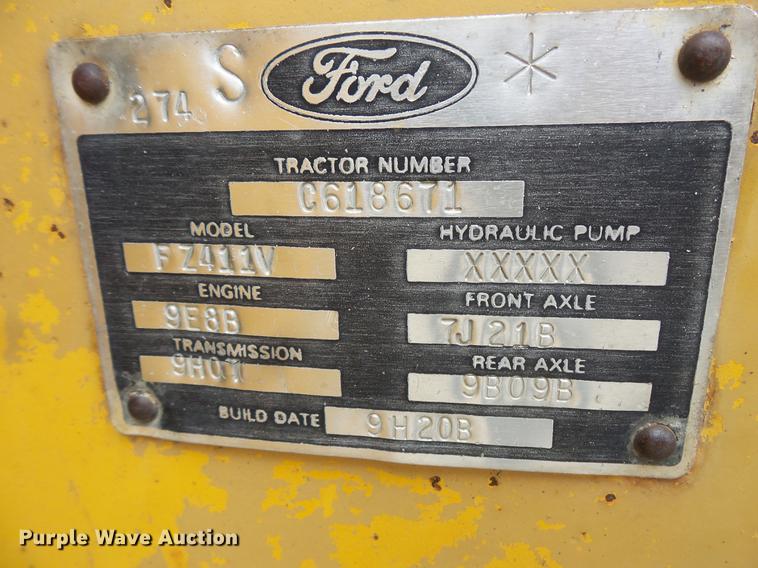 274 S Ford *
TRACTOR NUMBER
C618671
MODEL HYDRAULIC PUMP
FZ411V XXXXX
ENGINE FRONT AXLE
9E8B 7J21B
TRANSMISSION REAR AXLE
9H07 9B09B
BUILD DATE 9H20B
Purple Wave Auction